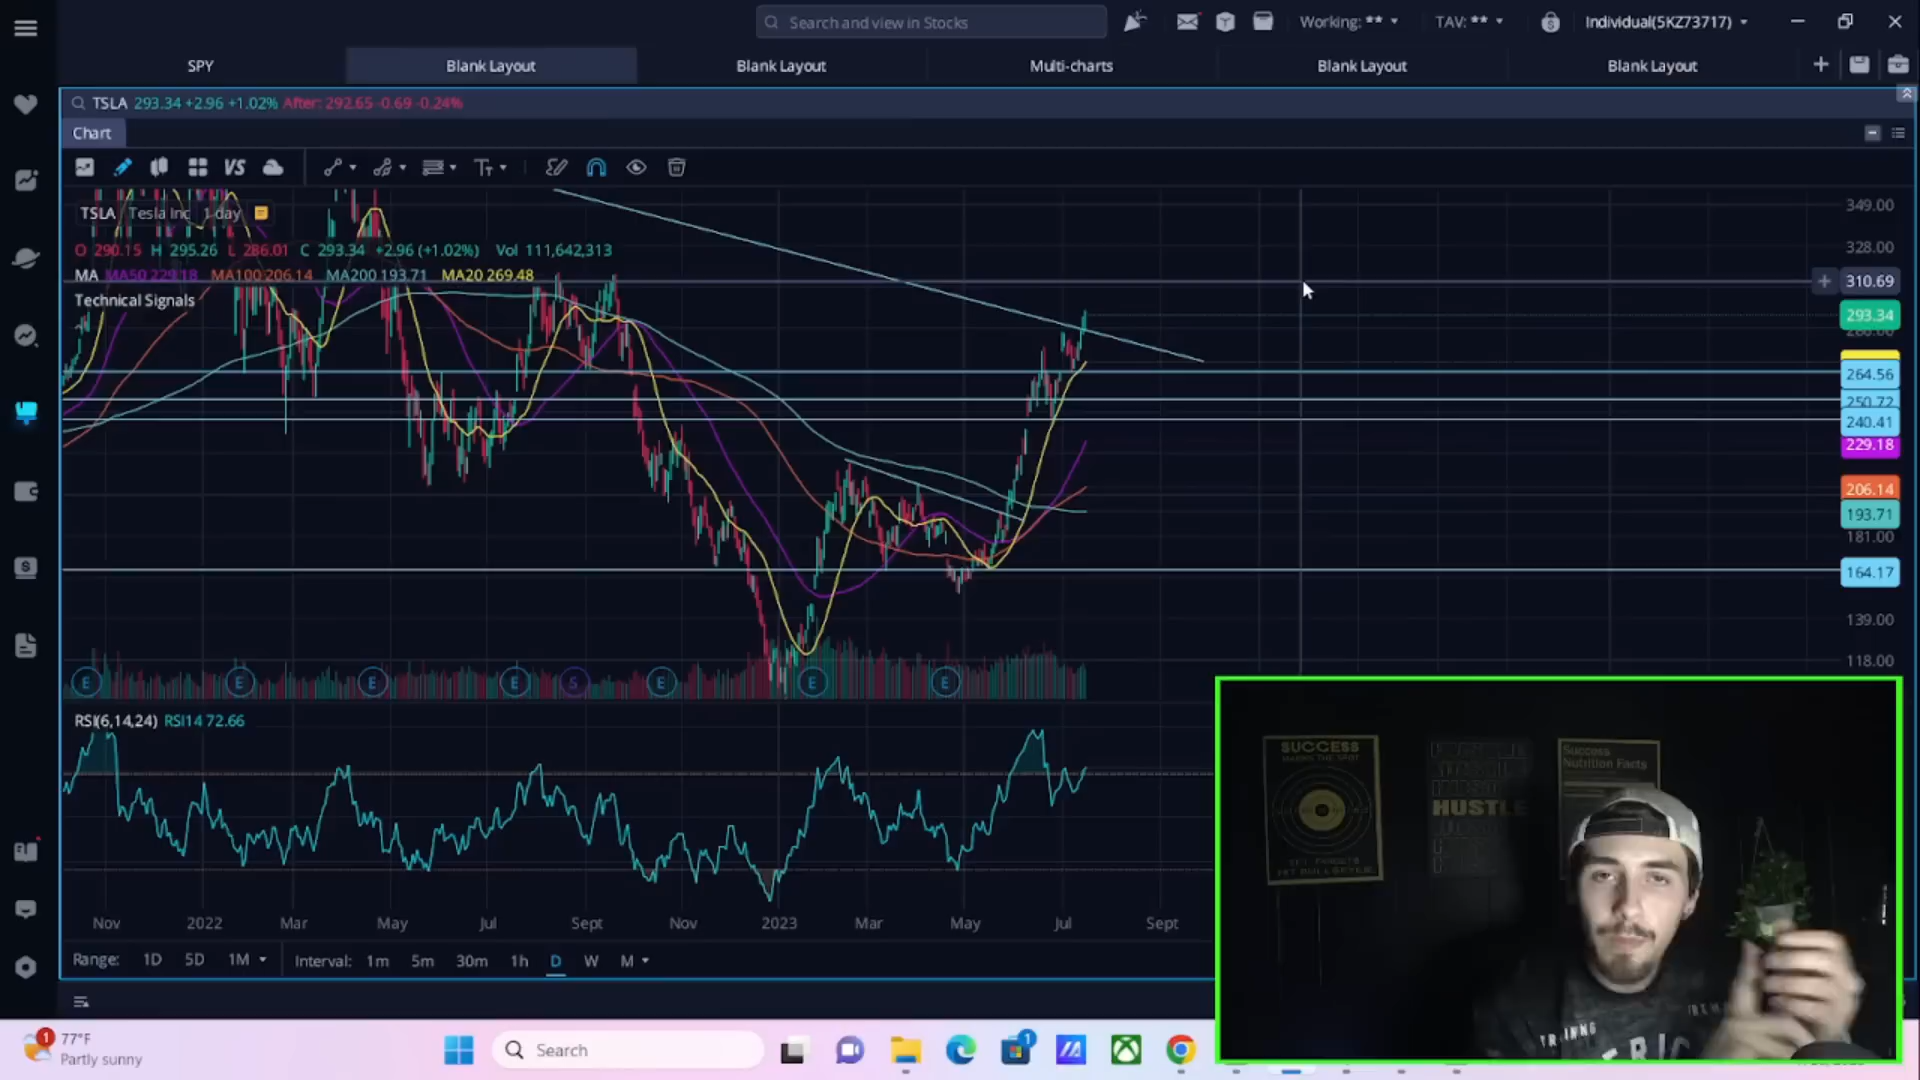 Search and view in Stocks
Working: ** TAV: ** Individual(5KZ73717)
SPY Blank Layout Blank Layout Multi-charts Blank Layout Blank Layout
TSLA 293.34 +2.96 +1.02% After: 292.65 -0.69 -0.24%
Chart
VS
TSLA Tesla Inc 1 day
O 290.15 H 295.26 L 286.01 C 293.34 +2.96 (+1.02%) Vol 111,642,313
MA MA50 229.18 MA100 206.14 MA200 193.71 MA20 269.48
Technical Signals
349.00
328.00
310.69
293.34
264.56
250.72
240.41
229.18
206.14
193.71
181.00
164.17
139.00
118.00
E E E E S E E E
RSI(6,14,24) RSI14 72.66
Nov 2022 Mar May Jul Sept Nov 2023 Mar May Jul Sept
Range: 1D 5D 1M Interval: 1m 5m 30m 1h D W M
SUCCESS
HUSTLE
Success
Nutrition Facts
1
77°F
Partly sunny
Search
1